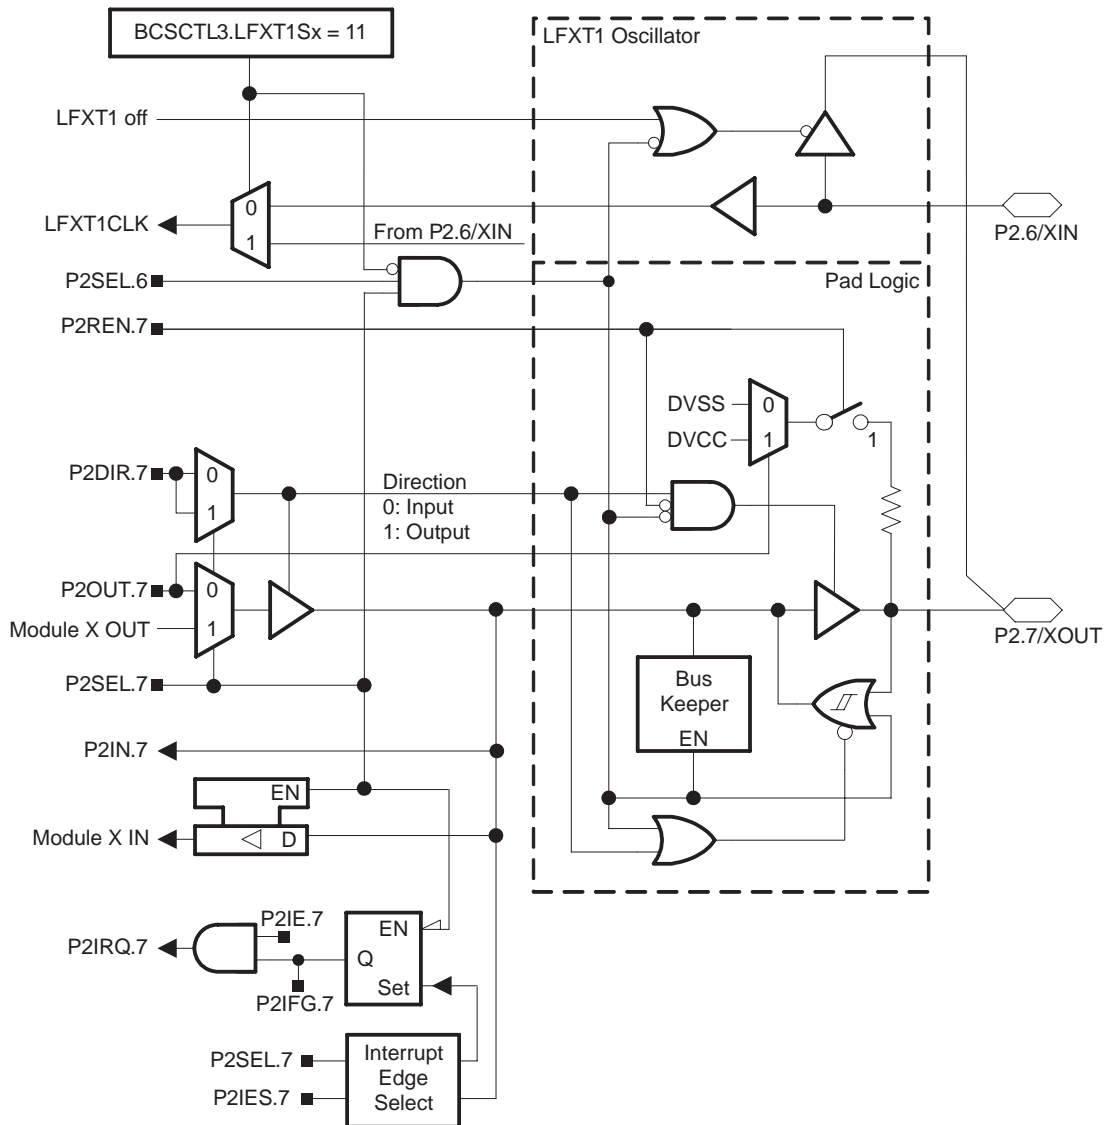 BCSCTL3.LFXT1Sx = 11
LFXT1 Oscillator
LFXT1 off
0
LFXT1CLK
1
From P2.6/XIN
P2.6/XIN
P2SEL.6
Pad Logic
P2REN.7
DVSS
0
DVCC
1
1
P2DIR.7
0
1
Direction
0: Input
1: Output
P2OUT.7
0
Module X OUT
1
P2.7/XOUT
P2SEL.7
Bus
Keeper
EN
P2IN.7
EN
Module X IN
D
P2IE.7
EN
P2IRQ.7
Q
Set
P2IFG.7
P2SEL.7
P2IES.7
Interrupt
Edge
Select